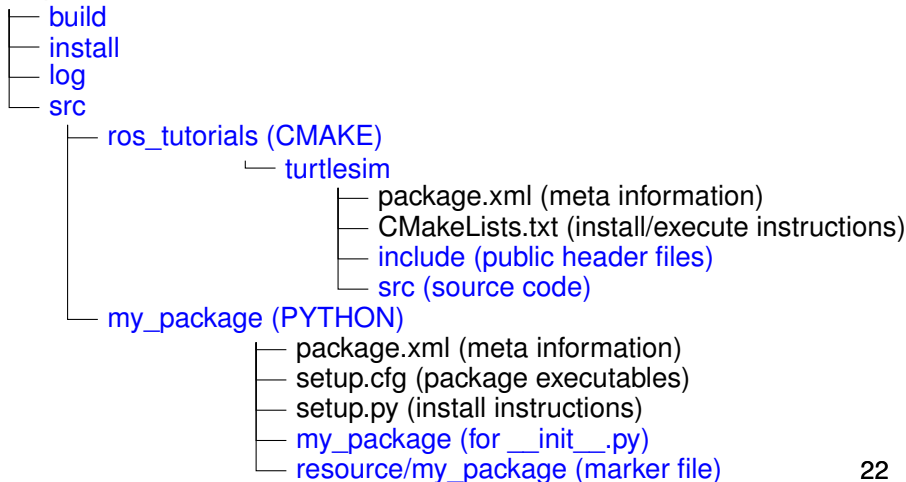 build
install
log
src
ros_tutorials (CMAKE)
turtlesim
package.xml (meta information)
CMakeLists.txt (install/execute instructions)
include (public header files)
src (source code)
my_package (PYTHON)
package.xml (meta information)
setup.cfg (package executables)
setup.py (install instructions)
my_package (for __init__.py)
resource/my_package (marker file) 22